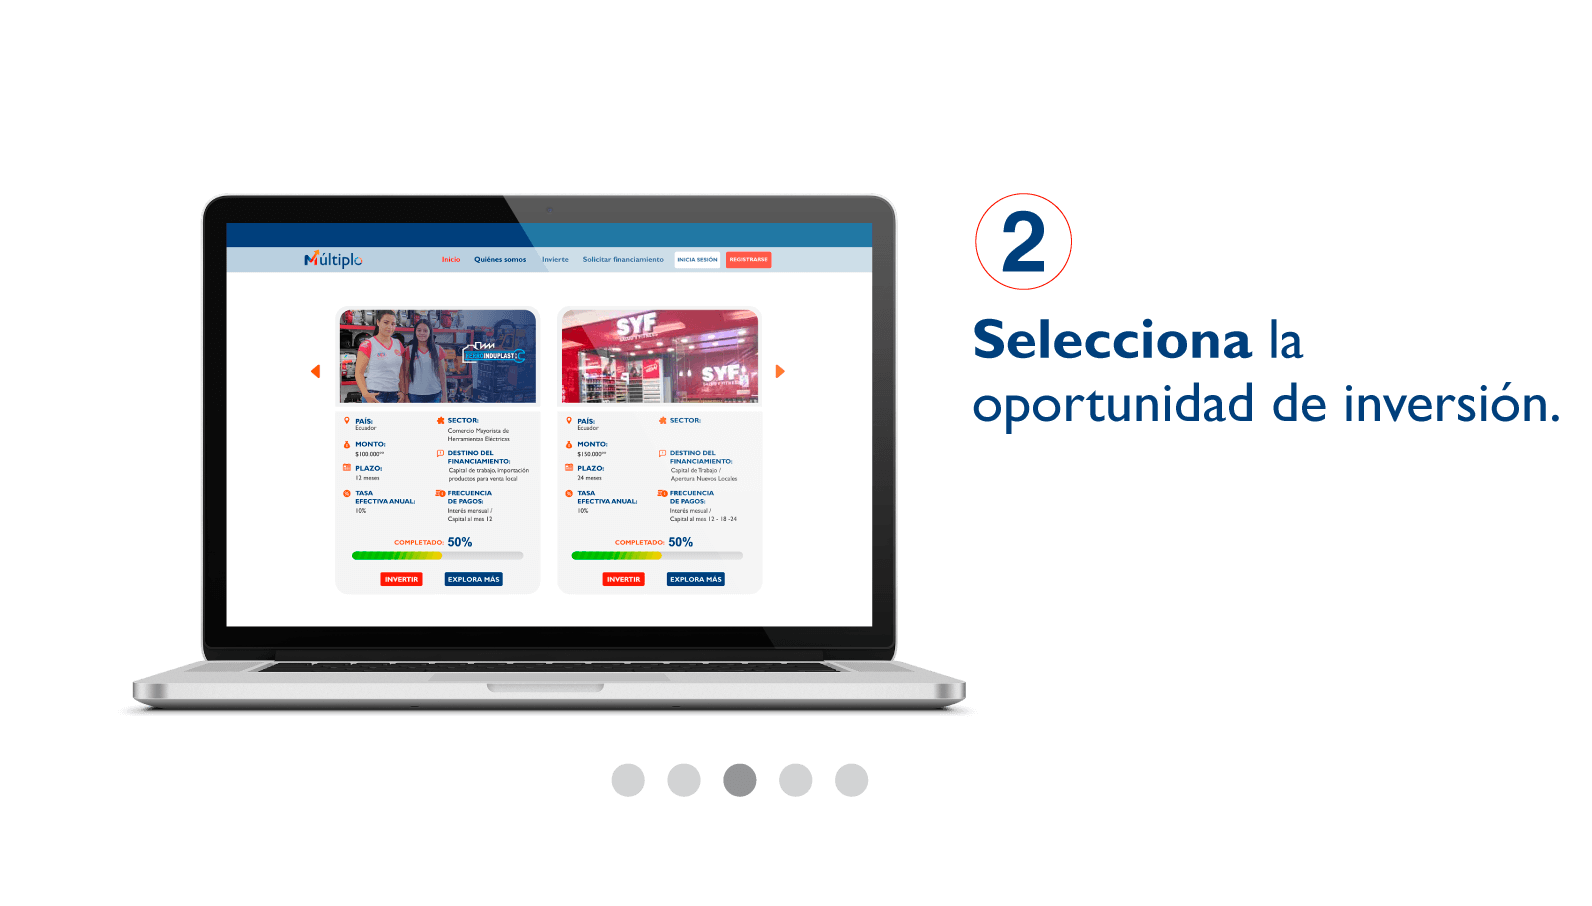 Múltiplo
Inicio
Quiénes somos
Invierte
Solicitar financiamiento
INICIA SESIÓN
REGISTRARSE
INDUPLAST
PAÍS:
Ecuador
MONTO:
$100.000°°
PLAZO:
12 meses
TASA
EFECTIVA ANUAL:
10%
SECTOR:
Comercio Mayorista de
Herramientas Eléctricas
DESTINO DEL
FINANCIAMIENTO:
Capital de trabajo, importación
productos para venta local
FRECUENCIA
DE PAGOS:
Interés mensual /
Capital al mes 12
COMPLETADO: 50%
INVERTIR
EXPLORA MÁS
SYF
SYF
PAÍS:
Ecuador
MONTO:
$150.000°°
PLAZO:
24 meses
TASA
EFECTIVA ANUAL:
10%
SECTOR:
DESTINO DEL
FINANCIAMIENTO:
Capital de Trabajo /
Apertura Nuevos Locales
FRECUENCIA
DE PAGOS:
Interés mesual /
Capital al mes 12 - 18 -24
COMPLETADO: 50%
INVERTIR
EXPLORA MÁS
2
Selecciona la
oportunidad de inversión.